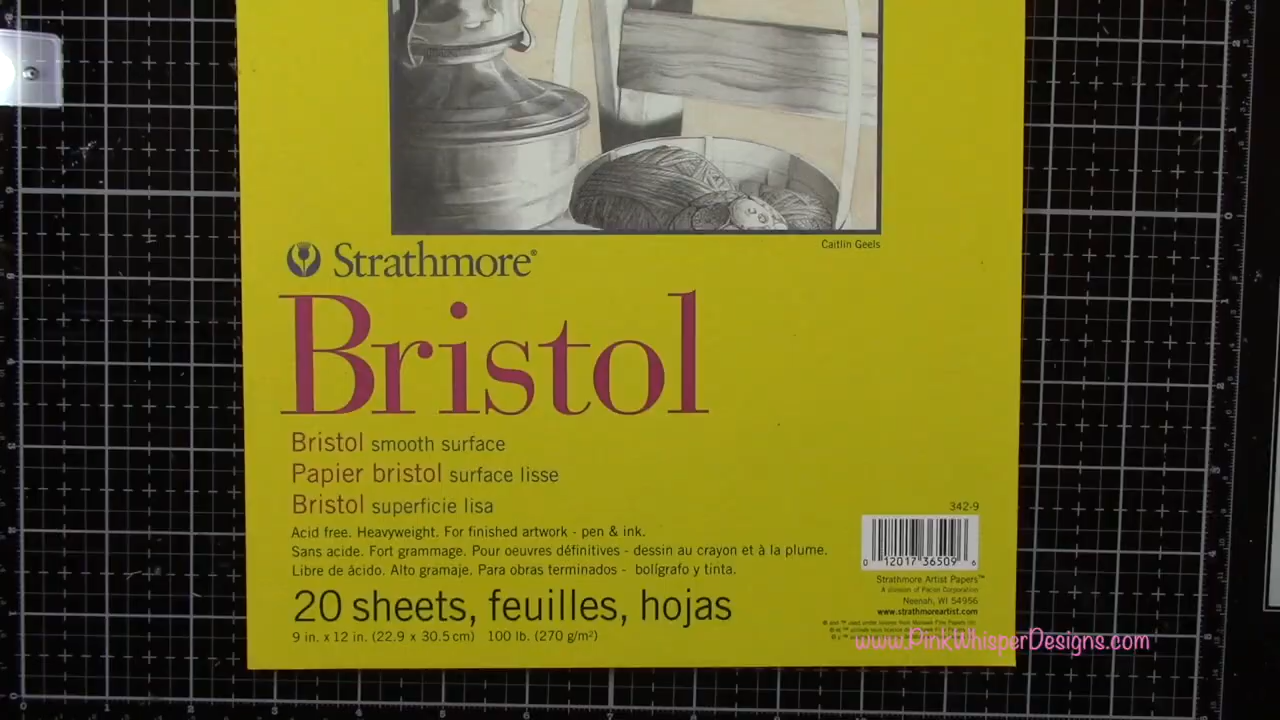 Caitlin Geels
Strathmore®
Bristol
Bristol smooth surface
Papier bristol surface lisse
Bristol superficie lisa
342-9
Acid free. Heavyweight. For finished artwork - pen & ink.
Sans acide. Fort grammage. Pour oeuvres définitives - dessin au crayon et à la plume.
Libre de ácido. Alto gramaje. Para obras terminados - bolígrafo y tinta.
0 12017 36509 6
Strathmore Artist Papers™
A division of Pacon Corporation
Neenah, WI 54956
www.strathmoreartist.com
20 sheets, feuilles, hojas
9 in. x 12 in. (22.9 x 30.5 cm) 100 lb. (270 g/m²)
www.PinkWhisperDesigns.com